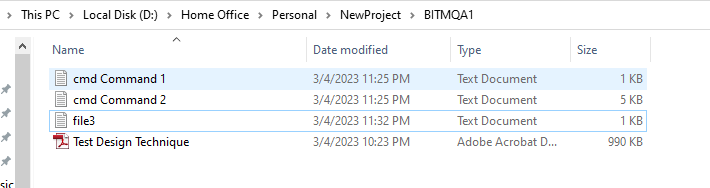 This PC > Local Disk (D:) > Home Office > Personal > NewProject > BITMQA1
Name Date modified Type Size
cmd Command 1 3/4/2023 11:25 PM Text Document 1 KB
cmd Command 2 3/4/2023 11:25 PM Text Document 5 KB
file3 3/4/2023 11:32 PM Text Document 1 KB
Test Design Technique 3/4/2023 10:23 PM Adobe Acrobat D... 990 KB
sic